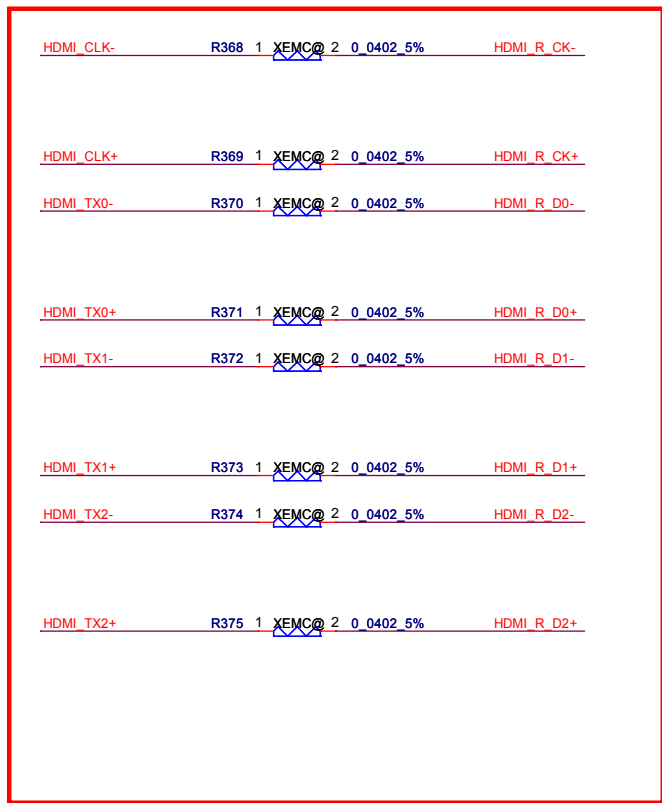 HDMI_CLK- R368 1 XEMC@ 2 0_0402_5% HDMI_R_CK-
HDMI_CLK+ R369 1 XEMC@ 2 0_0402_5% HDMI_R_CK+
HDMI_TX0- R370 1 XEMC@ 2 0_0402_5% HDMI_R_D0-
HDMI_TX0+ R371 1 XEMC@ 2 0_0402_5% HDMI_R_D0+
HDMI_TX1- R372 1 XEMC@ 2 0_0402_5% HDMI_R_D1-
HDMI_TX1+ R373 1 XEMC@ 2 0_0402_5% HDMI_R_D1+
HDMI_TX2- R374 1 XEMC@ 2 0_0402_5% HDMI_R_D2-
HDMI_TX2+ R375 1 XEMC@ 2 0_0402_5% HDMI_R_D2+